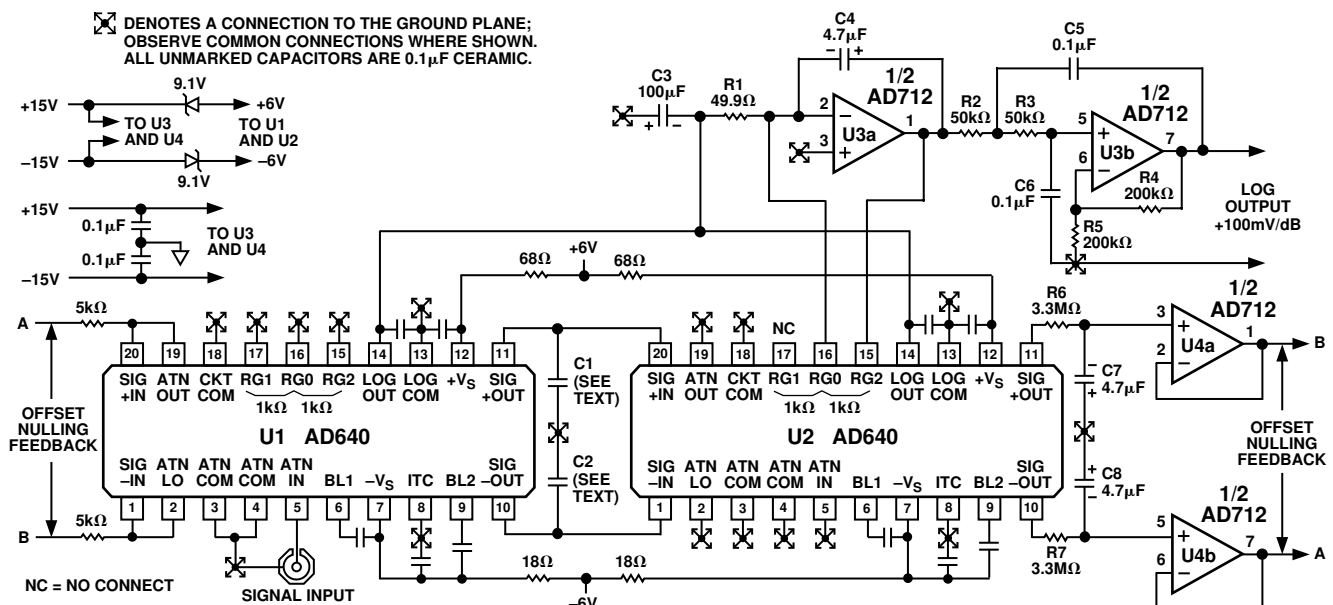 DENOTES A CONNECTION TO THE GROUND PLANE;
OBSERVE COMMON CONNECTIONS WHERE SHOWN.
ALL UNMARKED CAPACITORS ARE 0.1µF CERAMIC.
+15V
9.1V
+6V
TO U3
AND U4
TO U1
AND U2
–15V
–6V
9.1V
+15V
0.1µF
TO U3
AND U4
0.1µF
–15V
C3
100µF
+ –
R1
49.9Ω
C4
4.7µF
– +
1/2
AD712
2 –
3 +
1
U3a
R2
50kΩ
R3
50kΩ
C5
0.1µF
1/2
AD712
5 +
6 –
7
U3b
C6
0.1µF
R4
200kΩ
R5
200kΩ
LOG
OUTPUT
+100mV/dB
68Ω
+6V
68Ω
A
5kΩ
OFFSET
NULLING
FEEDBACK
B
5kΩ
20 19 18 17 16 15 14 13 12 11
SIG +IN
ATN OUT
CKT COM
RG1
RG0
RG2
LOG OUT
LOG COM
+VS
SIG +OUT
1kΩ 1kΩ
U1 AD640
SIG –IN
ATN LO
ATN COM
ATN COM
ATN IN
BL1
–VS
ITC
BL2
SIG –OUT
1 2 3 4 5 6 7 8 9 10
C1
(SEE
TEXT)
C2
(SEE
TEXT)
NC
20 19 18 17 16 15 14 13 12 11
SIG +IN
ATN OUT
CKT COM
RG1
RG0
RG2
LOG OUT
LOG COM
+VS
SIG +OUT
1kΩ 1kΩ
U2 AD640
SIG –IN
ATN LO
ATN COM
ATN COM
ATN IN
BL1
–VS
ITC
BL2
SIG –OUT
1 2 3 4 5 6 7 8 9 10
R6
3.3MΩ
1/2
AD712
3 +
2 –
1
U4a
B
–
C7
4.7µF
+
+
C8
4.7µF
–
OFFSET
NULLING
FEEDBACK
1/2
AD712
R7
3.3MΩ
5 +
6 –
7
U4b
A
18Ω
18Ω
–6V
NC = NO CONNECT
SIGNAL INPUT